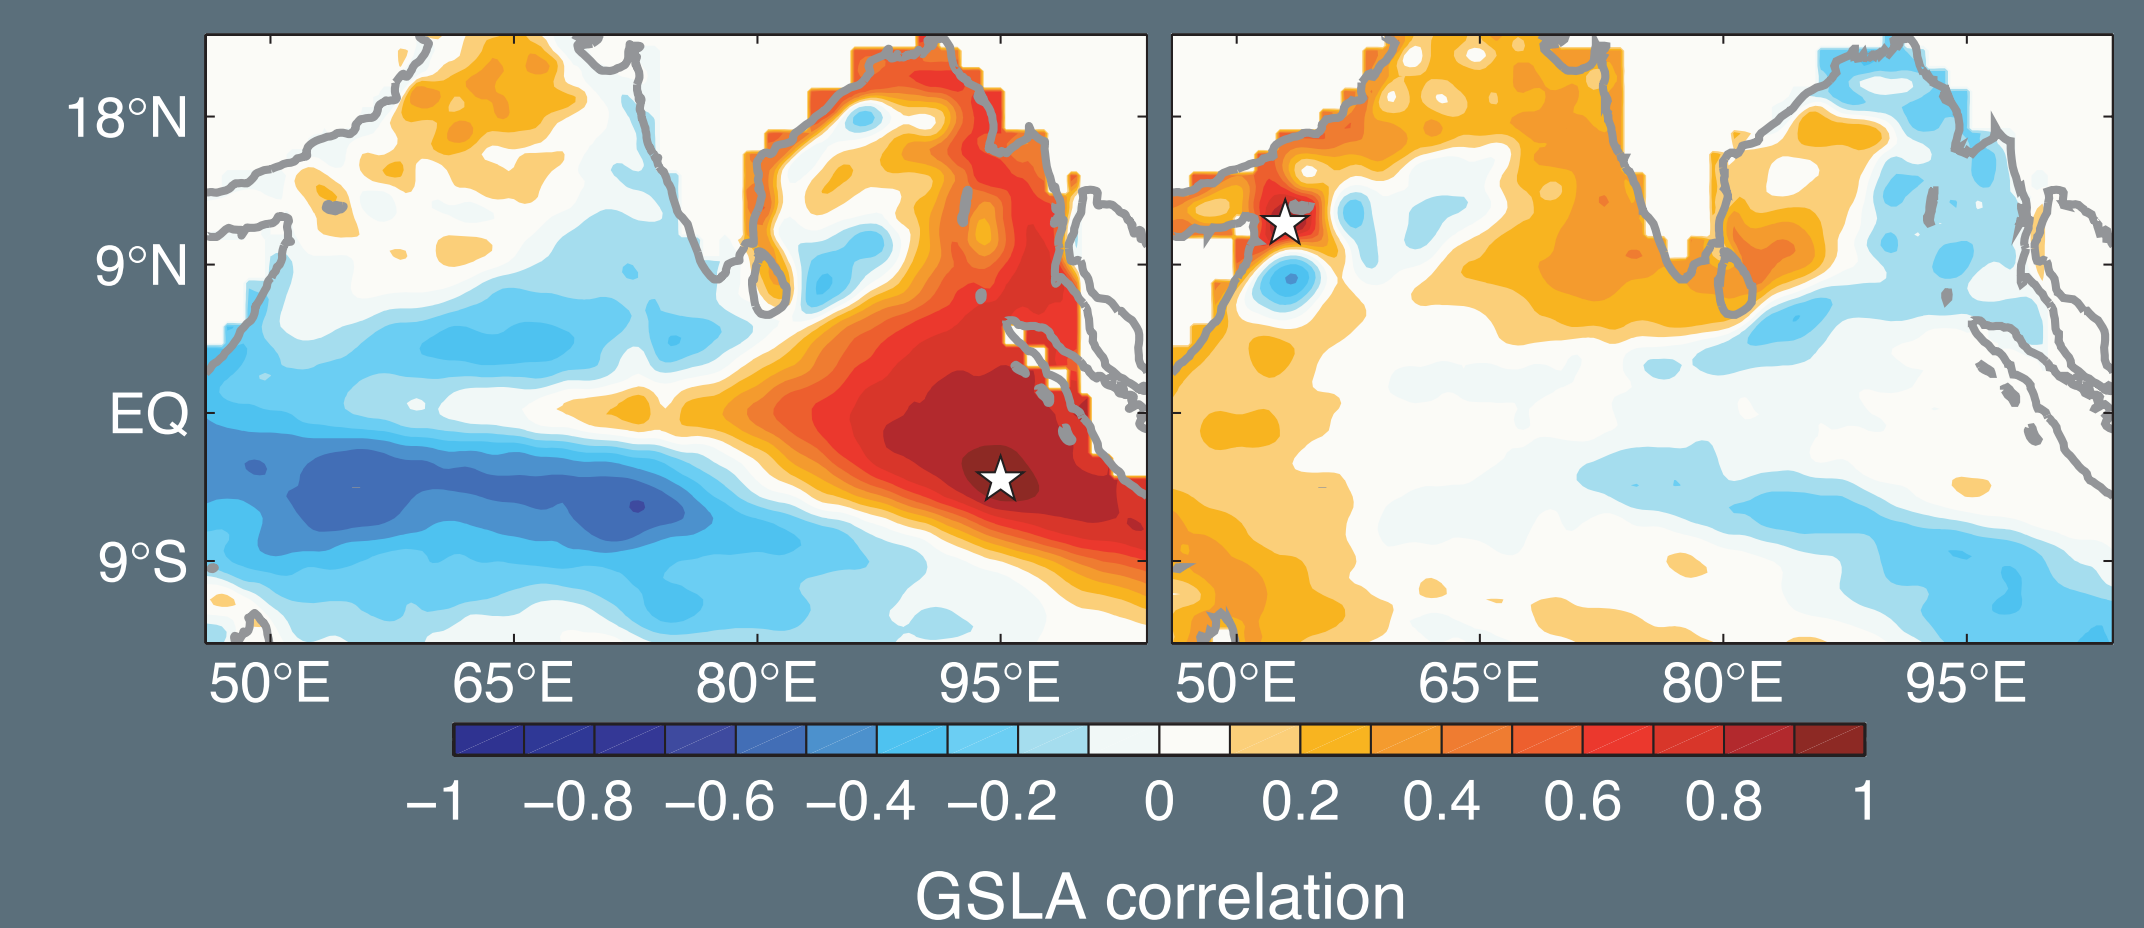 18°N
9°N
EQ
9°S
50°E 65°E 80°E 95°E 50°E 65°E 80°E 95°E
−1 −0.8 −0.6 −0.4 −0.2 0 0.2 0.4 0.6 0.8 1
GSLA correlation